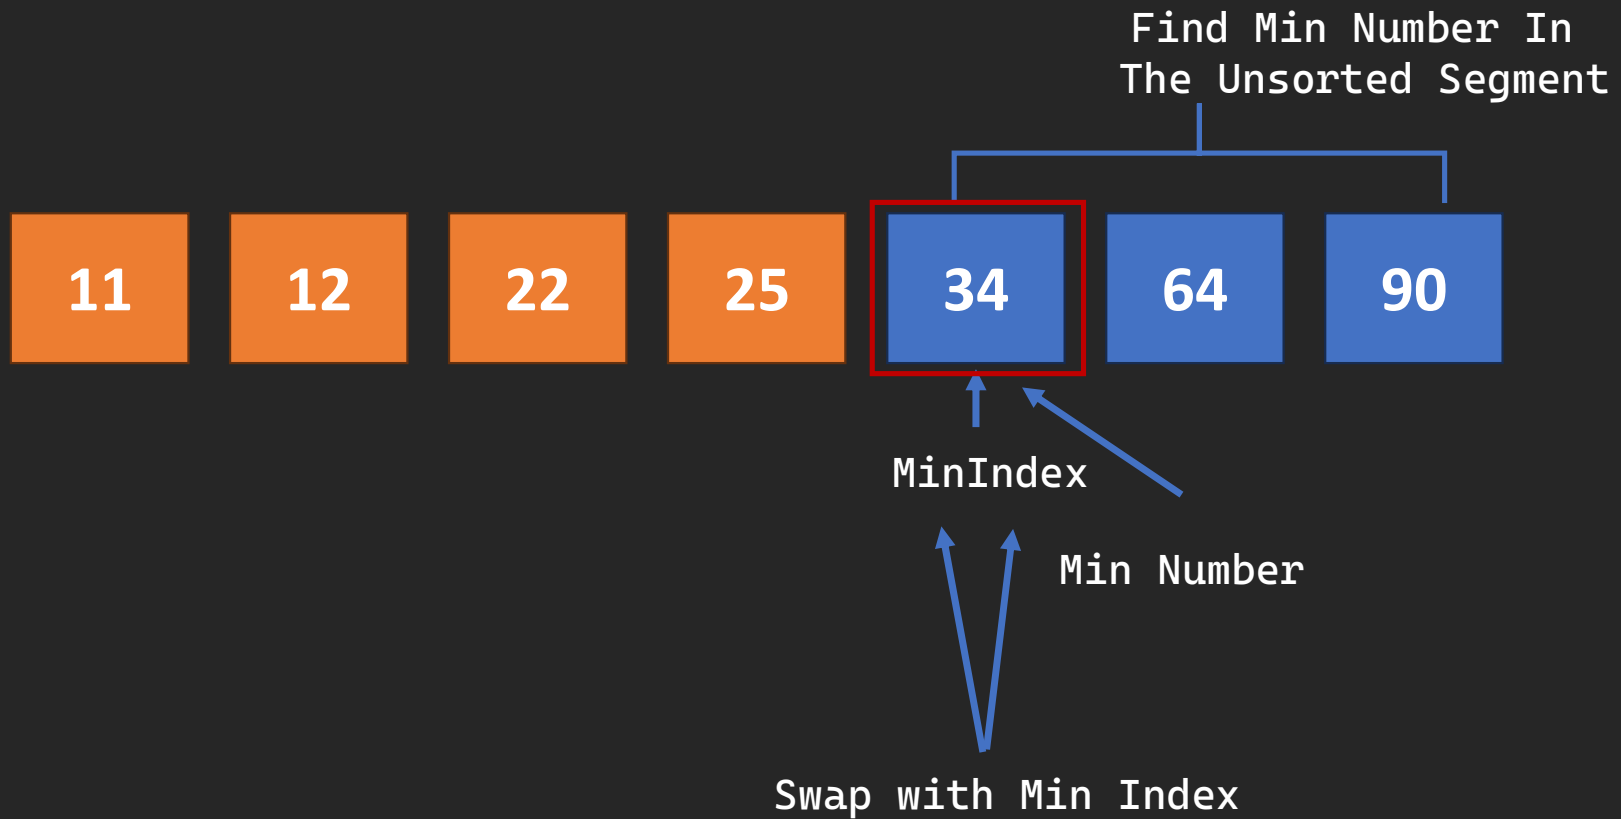 Find Min Number In
The Unsorted Segment
11 12 22 25 34 64 90
MinIndex
Min Number
Swap with Min Index